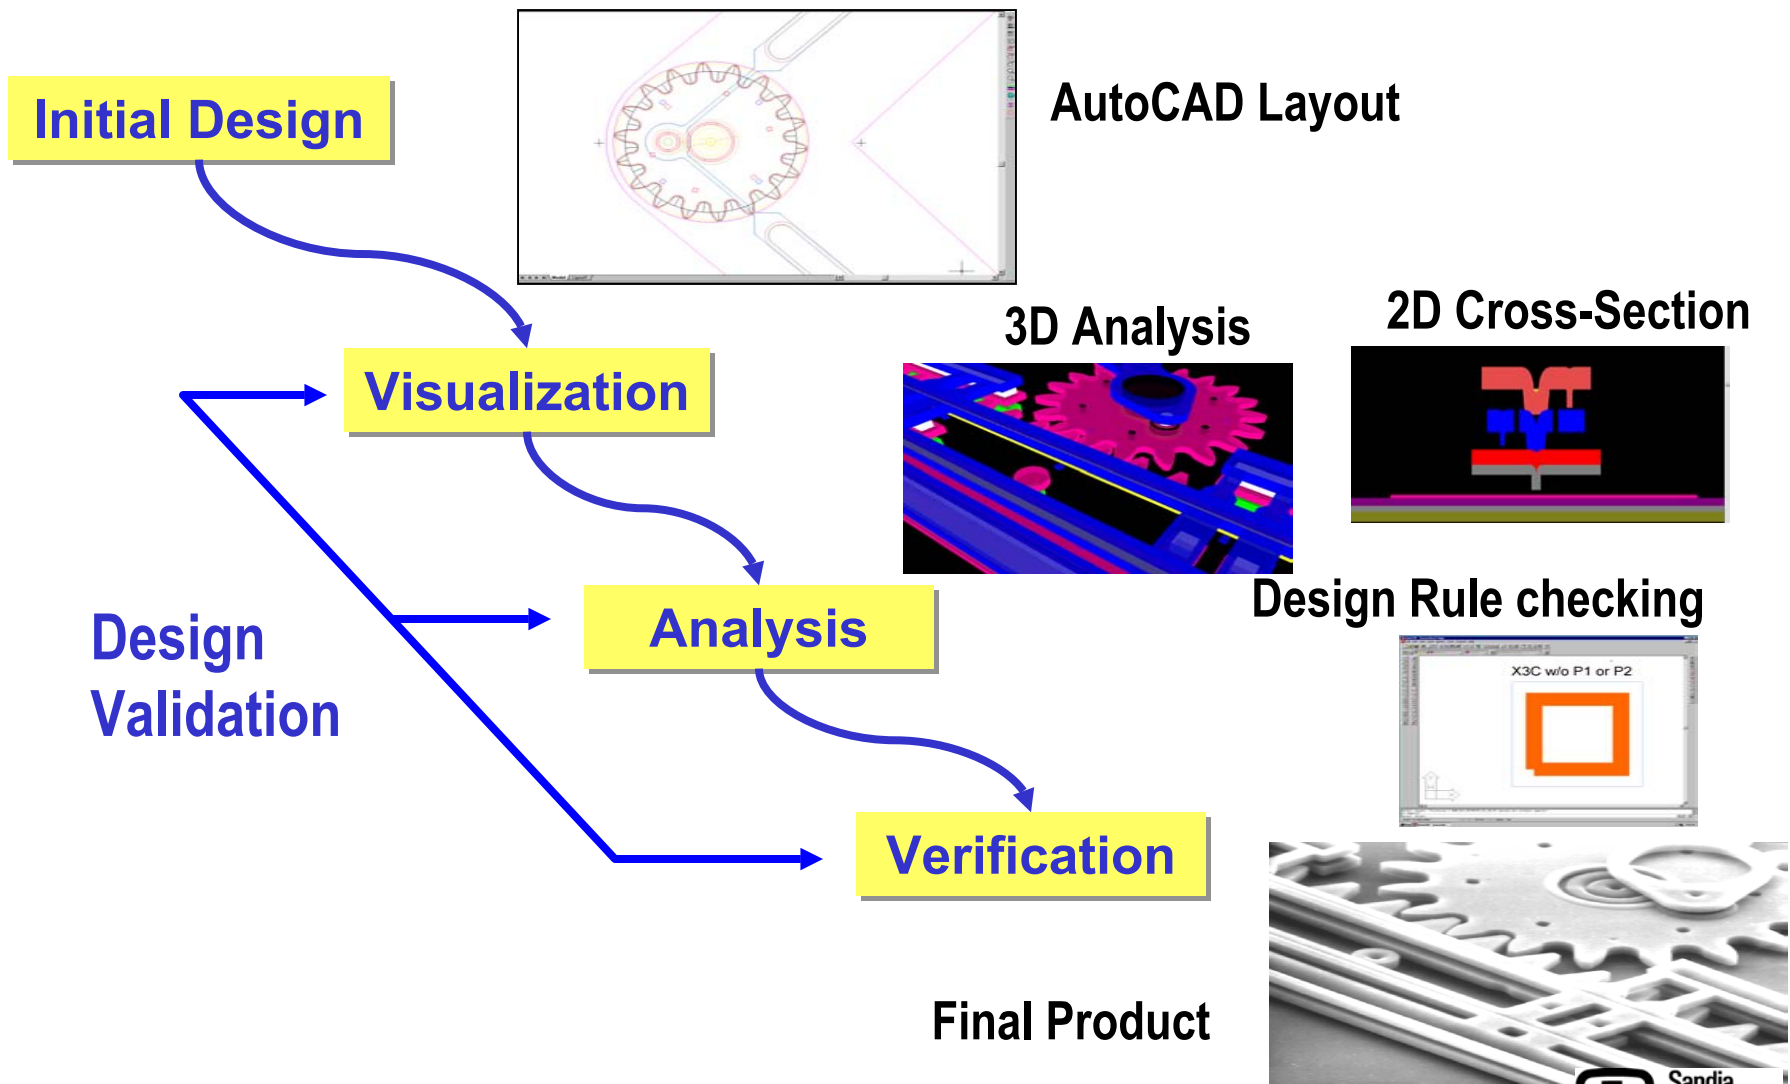 Initial Design
AutoCAD Layout
3D Analysis
2D Cross-Section
Visualization
Design
Validation
Analysis
Design Rule checking
X3C w/o P1 or P2
Verification
Final Product
Sandia